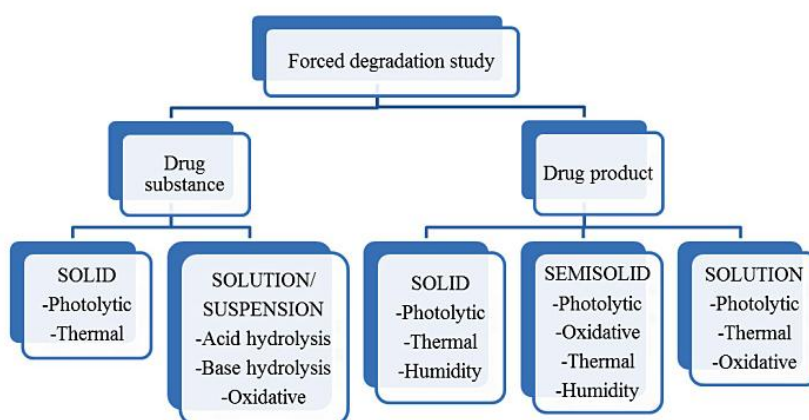 Forced degradation study
Drug
substance
Drug product
SOLID
-Photolytic
-Thermal
SOLUTION/
SUSPENSION
-Acid hydrolysis
-Base hydrolysis
-Oxidative
SOLID
-Photolytic
-Thermal
-Humidity
SEMISOLID
-Photolytic
-Oxidative
-Thermal
-Humidity
SOLUTION
-Photolytic
-Thermal
-Oxidative